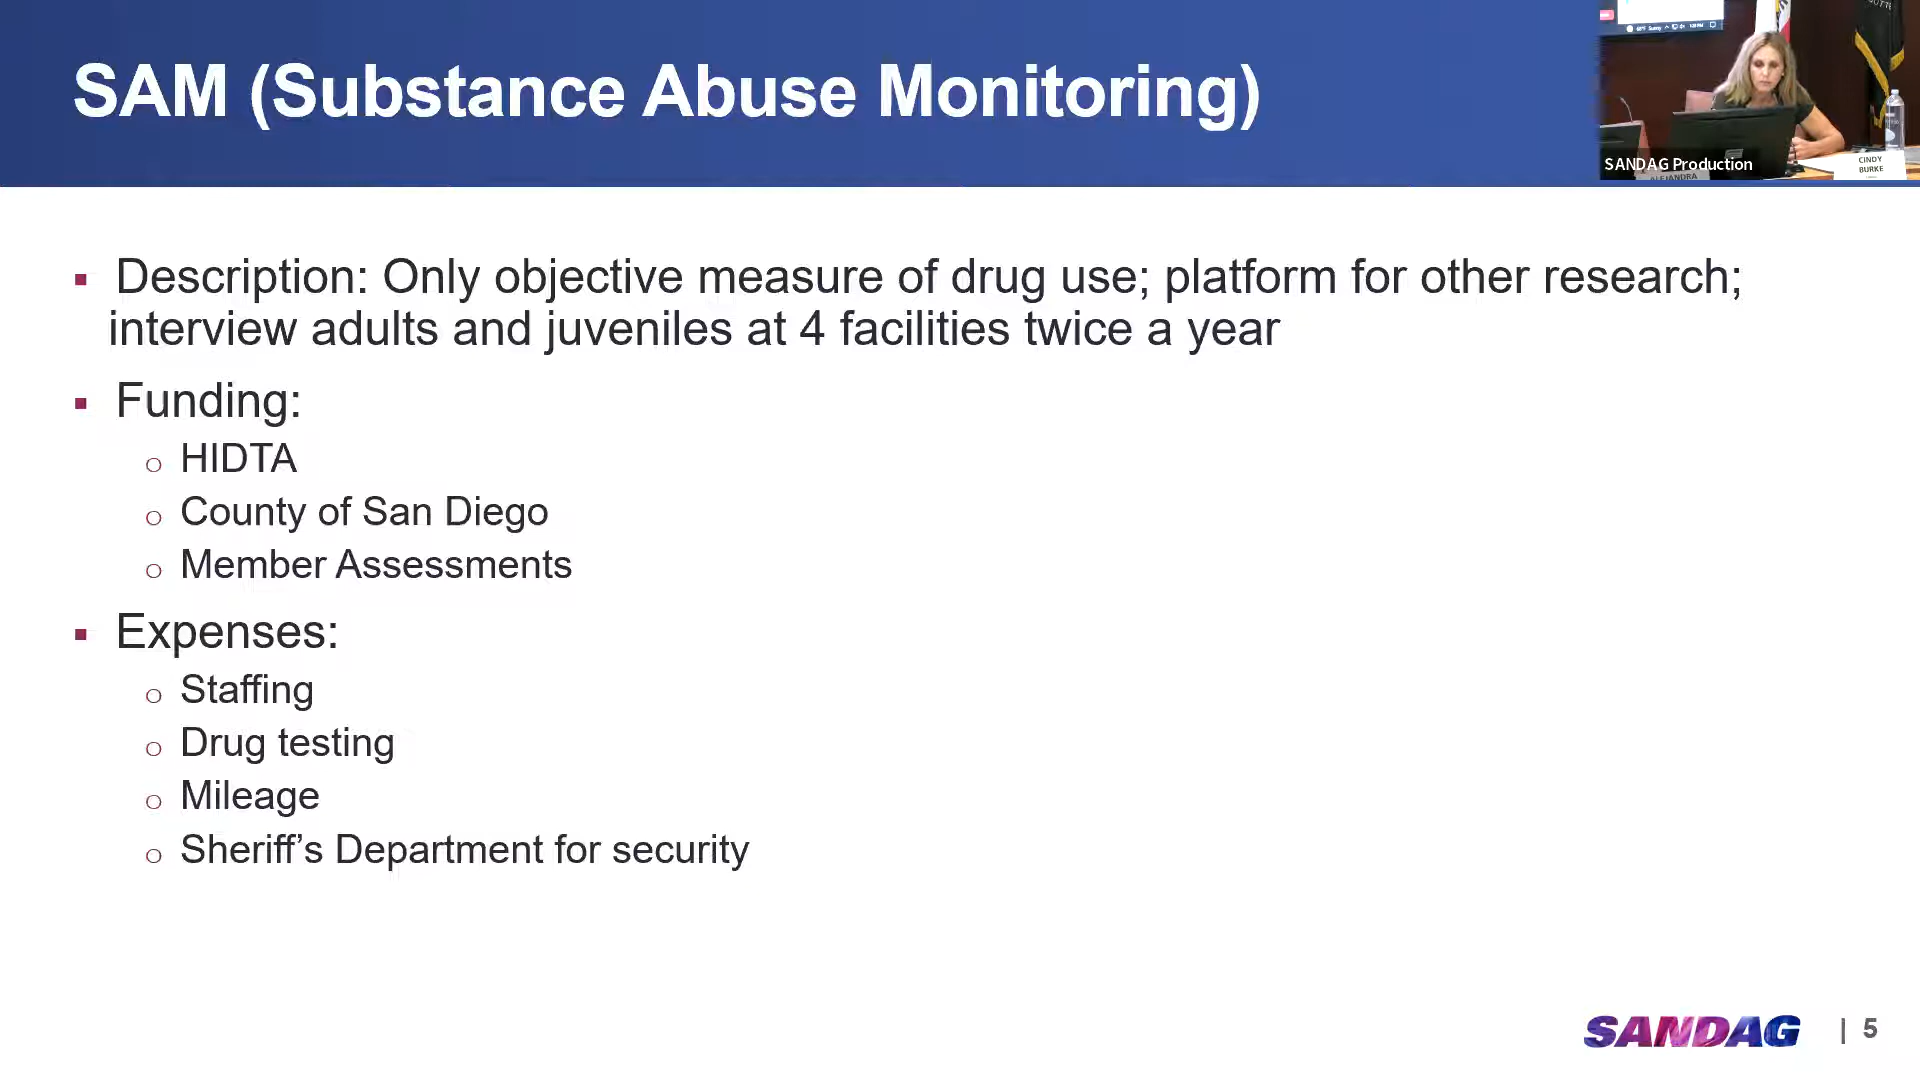 SAM (Substance Abuse Monitoring)
SANDAG Production
ALEJANDRA
CINDY
BURKE
▪ Description: Only objective measure of drug use; platform for other research;
interview adults and juveniles at 4 facilities twice a year
▪ Funding:
o HIDTA
o County of San Diego
o Member Assessments
▪ Expenses:
o Staffing
o Drug testing
o Mileage
o Sheriff’s Department for security
SANDAG | 5